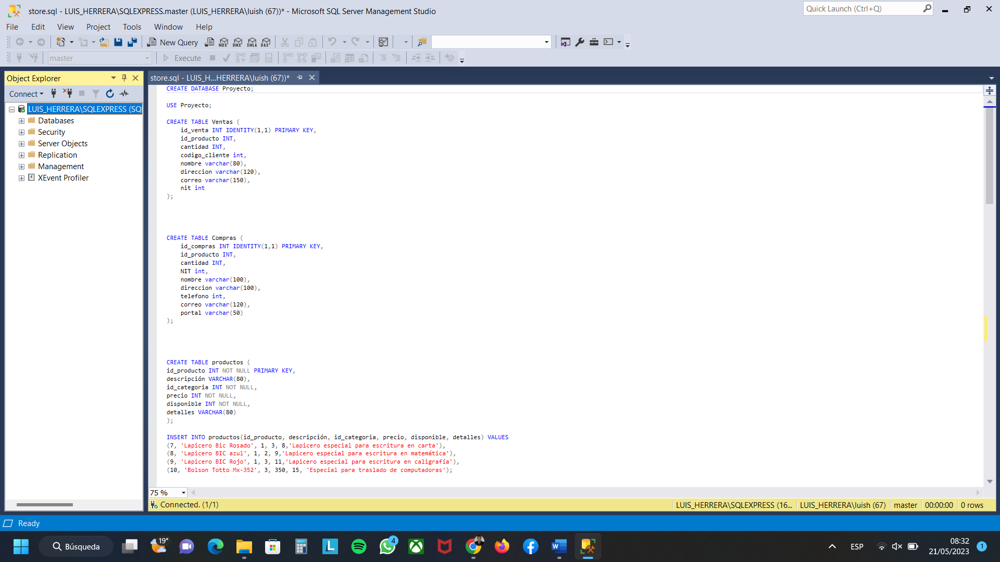 store.sql - LUIS_HERRERA\SQLEXPRESS.master (LUIS_HERRERA\luish (67))* - Microsoft SQL Server Management Studio
Quick Launch (Ctrl+Q)
File Edit View Project Tools Window Help
New Query MDX DMX XMLA DAX
master Execute
Object Explorer
store.sql - LUIS_H...HERRERA\luish (67))*
Connect
LUIS_HERRERA\SQLEXPRESS (SQ
Databases
Security
Server Objects
Replication
Management
XEvent Profiler
CREATE DATABASE Proyecto;
USE Proyecto;
CREATE TABLE Ventas (
id_venta INT IDENTITY(1,1) PRIMARY KEY,
id_producto INT,
cantidad INT,
codigo_cliente int,
nombre varchar(80),
direccion varchar(120),
correo varchar(150),
nit int
);
CREATE TABLE Compras (
id_compras INT IDENTITY(1,1) PRIMARY KEY,
id_producto INT,
cantidad INT,
NIT int,
nombre varchar(100),
direccion varchar(100),
telefono int,
correo varchar(120),
portal varchar(50)
);
CREATE TABLE productos (
id_producto INT NOT NULL PRIMARY KEY,
descripción VARCHAR(80),
id_categoria INT NOT NULL,
precio INT NOT NULL,
disponible INT NOT NULL,
detalles VARCHAR(80)
);
INSERT INTO productos(id_producto, descripción, id_categoria, precio, disponible, detalles) VALUES
(7, 'Lapicero Bic Rosado', 1, 3, 8,'Lapicero especial para escritura en carta'),
(8, 'Lapicero BIC azul', 1, 2, 9,'Lapicero especial para escritura en matemática'),
(9, 'Lapicero BIC Rojo', 1, 3, 11,'Lapicero especial para escritura en caligrafía'),
(10, 'Bolson Totto Mx-352', 3, 350, 15, 'Especial para traslado de computadoras');
75 %
Connected. (1/1)
LUIS_HERRERA\SQLEXPRESS (16... LUIS_HERRERA\luish (67) master 00:00:00 0 rows
Ready
Búsqueda
19°
L
4
W
ESP
08:32
21/05/2023
1